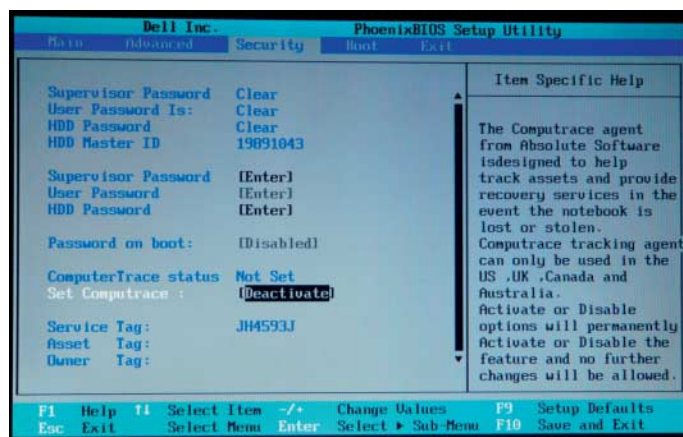 Dell Inc. PhoenixBIOS Setup Utility
Main Advanced Security Boot Exit
Supervisor Password Clear
User Password Is: Clear
HDD Password Clear
HDD Master ID 19891043
Supervisor Password [Enter]
User Password [Enter]
HDD Password [Enter]
Password on boot: [Disabled]
ComputerTrace status Not Set
Set Computrace : [Deactivate]
Service Tag: JH4593J
Asset Tag:
Owner Tag:
Item Specific Help
The Computrace agent
from Absolute Software
isdesigned to help
track assets and provide
recovery services in the
event the notebook is
lost or stolen.
Computrace tracking agent
can only be used in the
US ,UK ,Canada and
Australia.
Activate or Disable
options will permanently
Activate or Disable the
feature and no further
changes will be allowed.
F1 Help ↑↓ Select Item -/+ Change Values F9 Setup Defaults
Esc Exit Select Menu Enter Select ▶ Sub-Menu F10 Save and Exit